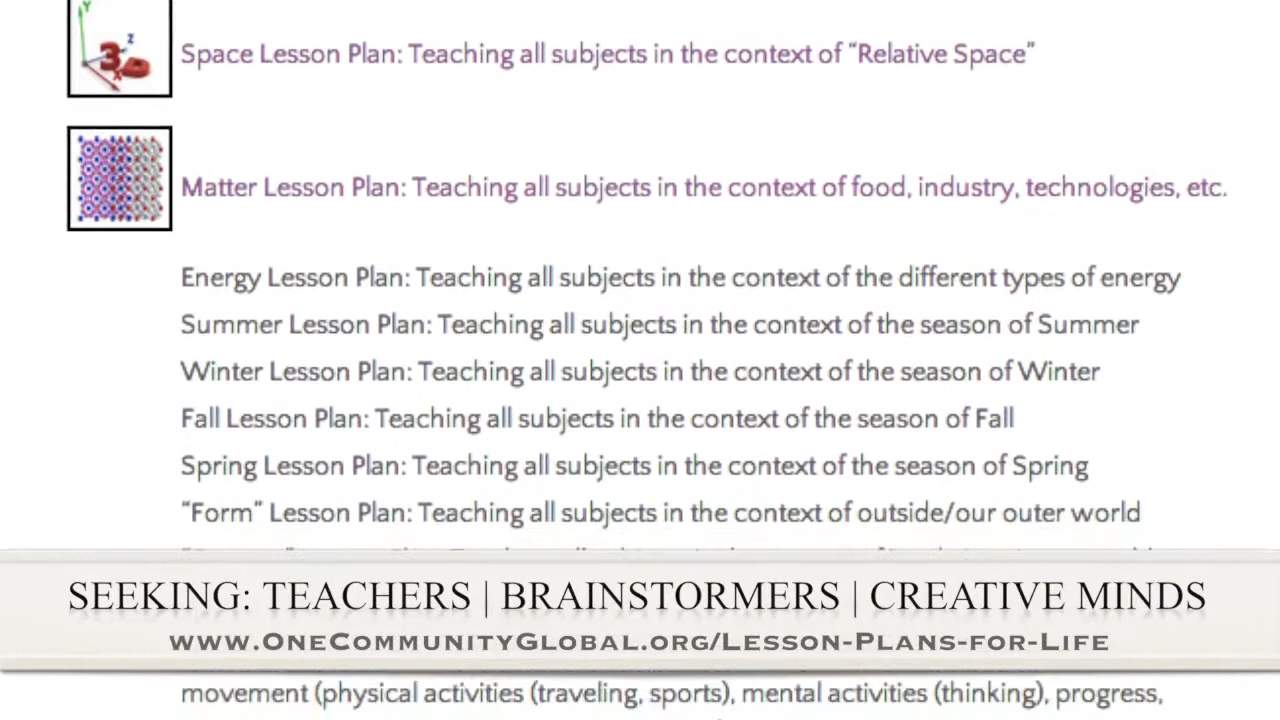 Y
Z
3D
X
Space Lesson Plan: Teaching all subjects in the context of “Relative Space”
Matter Lesson Plan: Teaching all subjects in the context of food, industry, technologies, etc.
Energy Lesson Plan: Teaching all subjects in the context of the different types of energy
Summer Lesson Plan: Teaching all subjects in the context of the season of Summer
Winter Lesson Plan: Teaching all subjects in the context of the season of Winter
Fall Lesson Plan: Teaching all subjects in the context of the season of Fall
Spring Lesson Plan: Teaching all subjects in the context of the season of Spring
“Form” Lesson Plan: Teaching all subjects in the context of outside/our outer world
SEEKING: TEACHERS | BRAINSTORMERS | CREATIVE MINDS
www.OneCommunityGlobal.org/Lesson-Plans-for-Life
movement (physical activities (traveling, sports), mental activities (thinking), progress,